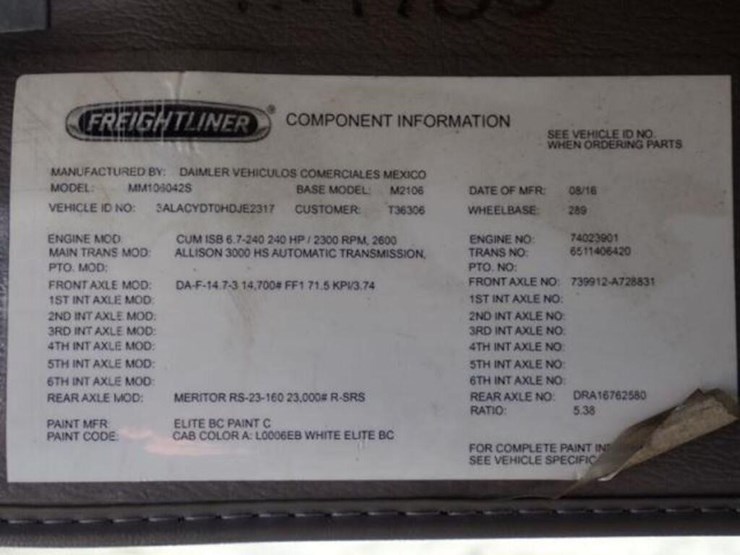 FREIGHTLINER ® COMPONENT INFORMATION
SEE VEHICLE ID NO.
WHEN ORDERING PARTS
MANUFACTURED BY: DAIMLER VEHICULOS COMERCIALES MEXICO
MODEL: MM106042S BASE MODEL: M2106 DATE OF MFR: 08/16
VEHICLE ID NO: 3ALACYDT0HDJE2317 CUSTOMER: T36306 WHEELBASE: 289
ENGINE MOD: CUM ISB 6.7-240 240 HP / 2300 RPM, 2600 ENGINE NO: 74023901
MAIN TRANS MOD: ALLISON 3000 HS AUTOMATIC TRANSMISSION, TRANS NO: 6511406420
PTO. MOD: PTO. NO:
FRONT AXLE MOD: DA-F-14.7-3 14,700# FF1 71.5 KPI/3.74 FRONT AXLE NO: 739912-A728831
1ST INT AXLE MOD: 1ST INT AXLE NO:
2ND INT AXLE MOD: 2ND INT AXLE NO:
3RD INT AXLE MOD: 3RD INT AXLE NO:
4TH INT AXLE MOD: 4TH INT AXLE NO:
5TH INT AXLE MOD: 5TH INT AXLE NO:
6TH INT AXLE MOD: 6TH INT AXLE NO:
REAR AXLE MOD: MERITOR RS-23-160 23,000# R-SRS REAR AXLE NO: DRA16762580
RATIO: 5.38
PAINT MFR: ELITE BC PAINT C
PAINT CODE: CAB COLOR A: L0006EB WHITE ELITE BC
FOR COMPLETE PAINT
SEE VEHICLE